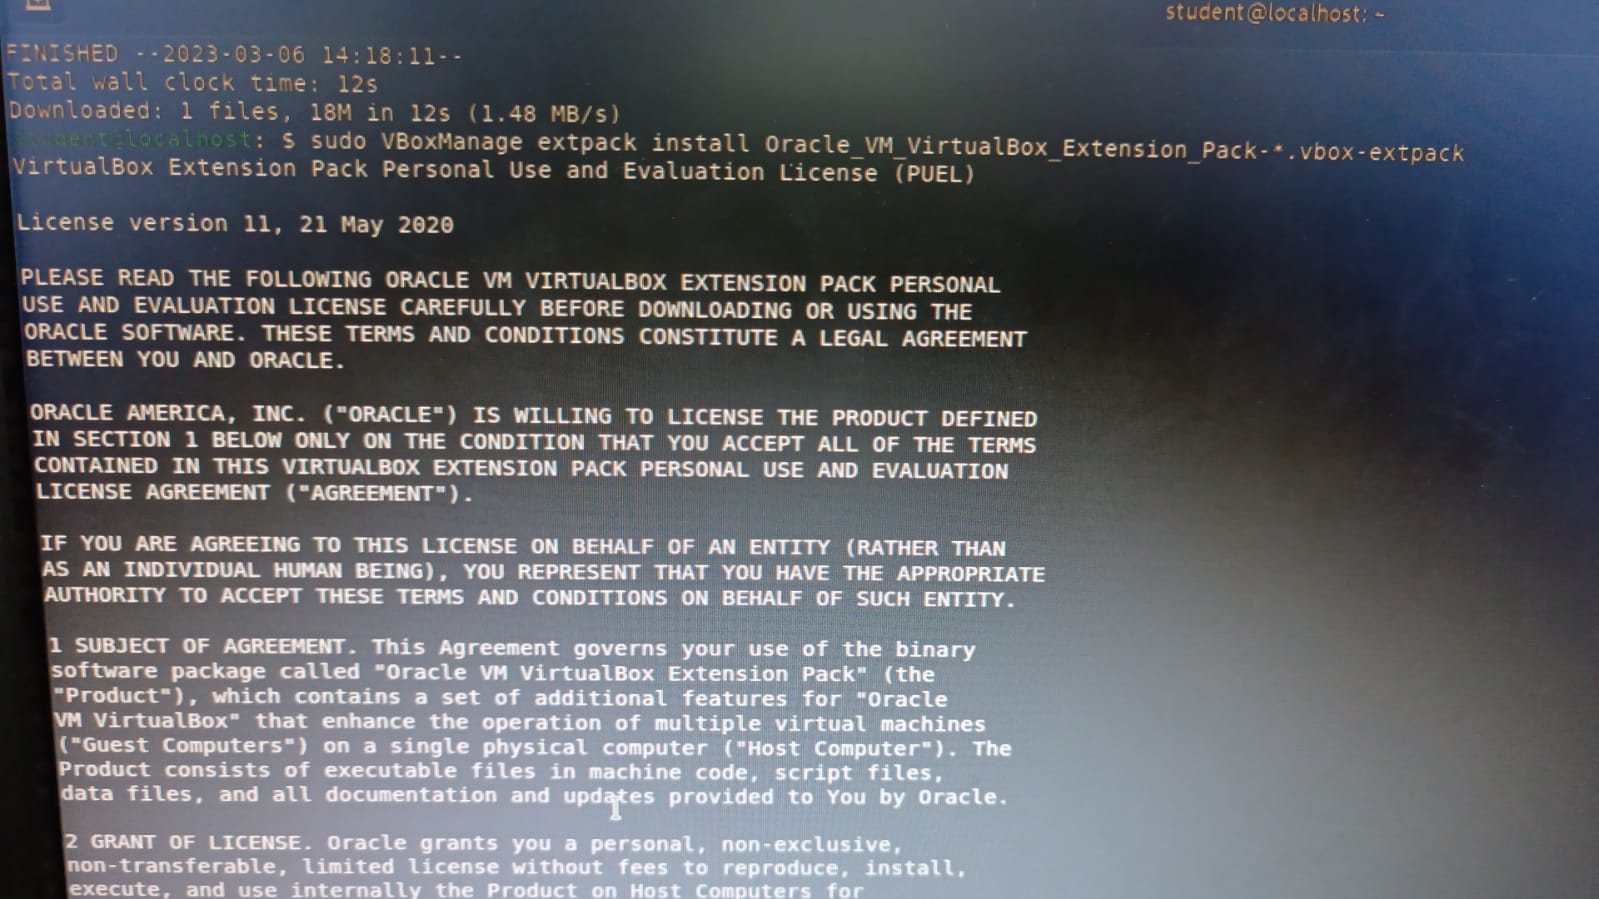 student@localhost: ~
FINISHED --2023-03-06 14:18:11--
Total wall clock time: 12s
Downloaded: 1 files, 18M in 12s (1.48 MB/s)
student@localhost: $ sudo VBoxManage extpack install Oracle_VM_VirtualBox_Extension_Pack-*.vbox-extpack
VirtualBox Extension Pack Personal Use and Evaluation License (PUEL)
License version 11, 21 May 2020
PLEASE READ THE FOLLOWING ORACLE VM VIRTUALBOX EXTENSION PACK PERSONAL
USE AND EVALUATION LICENSE CAREFULLY BEFORE DOWNLOADING OR USING THE
ORACLE SOFTWARE. THESE TERMS AND CONDITIONS CONSTITUTE A LEGAL AGREEMENT
BETWEEN YOU AND ORACLE.
ORACLE AMERICA, INC. ("ORACLE") IS WILLING TO LICENSE THE PRODUCT DEFINED
IN SECTION 1 BELOW ONLY ON THE CONDITION THAT YOU ACCEPT ALL OF THE TERMS
CONTAINED IN THIS VIRTUALBOX EXTENSION PACK PERSONAL USE AND EVALUATION
LICENSE AGREEMENT ("AGREEMENT").
IF YOU ARE AGREEING TO THIS LICENSE ON BEHALF OF AN ENTITY (RATHER THAN
AS AN INDIVIDUAL HUMAN BEING), YOU REPRESENT THAT YOU HAVE THE APPROPRIATE
AUTHORITY TO ACCEPT THESE TERMS AND CONDITIONS ON BEHALF OF SUCH ENTITY.
1 SUBJECT OF AGREEMENT. This Agreement governs your use of the binary
software package called "Oracle VM VirtualBox Extension Pack" (the
"Product"), which contains a set of additional features for "Oracle
VM VirtualBox" that enhance the operation of multiple virtual machines
("Guest Computers") on a single physical computer ("Host Computer"). The
Product consists of executable files in machine code, script files,
data files, and all documentation and updates provided to You by Oracle.
2 GRANT OF LICENSE. Oracle grants you a personal, non-exclusive,
non-transferable, limited license without fees to reproduce, install,
execute, and use internally the Product on Host Computers for